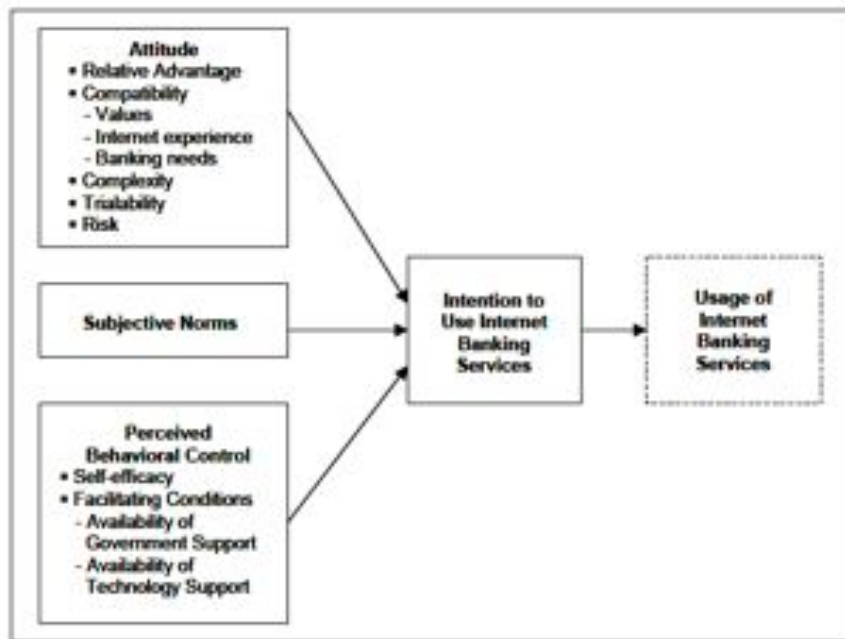 Attitude
▪ Relative Advantage
▪ Compatibility
- Values
- Internet experience
- Banking needs
▪ Complexity
▪ Trialability
▪ Risk
Subjective Norms
Perceived
Behavioral Control
▪ Self-efficacy
▪ Facilitating Conditions
- Availability of
Government Support
- Availability of
Technology Support
Intention to
Use Internet
Banking
Services
Usage of
Internet
Banking
Services